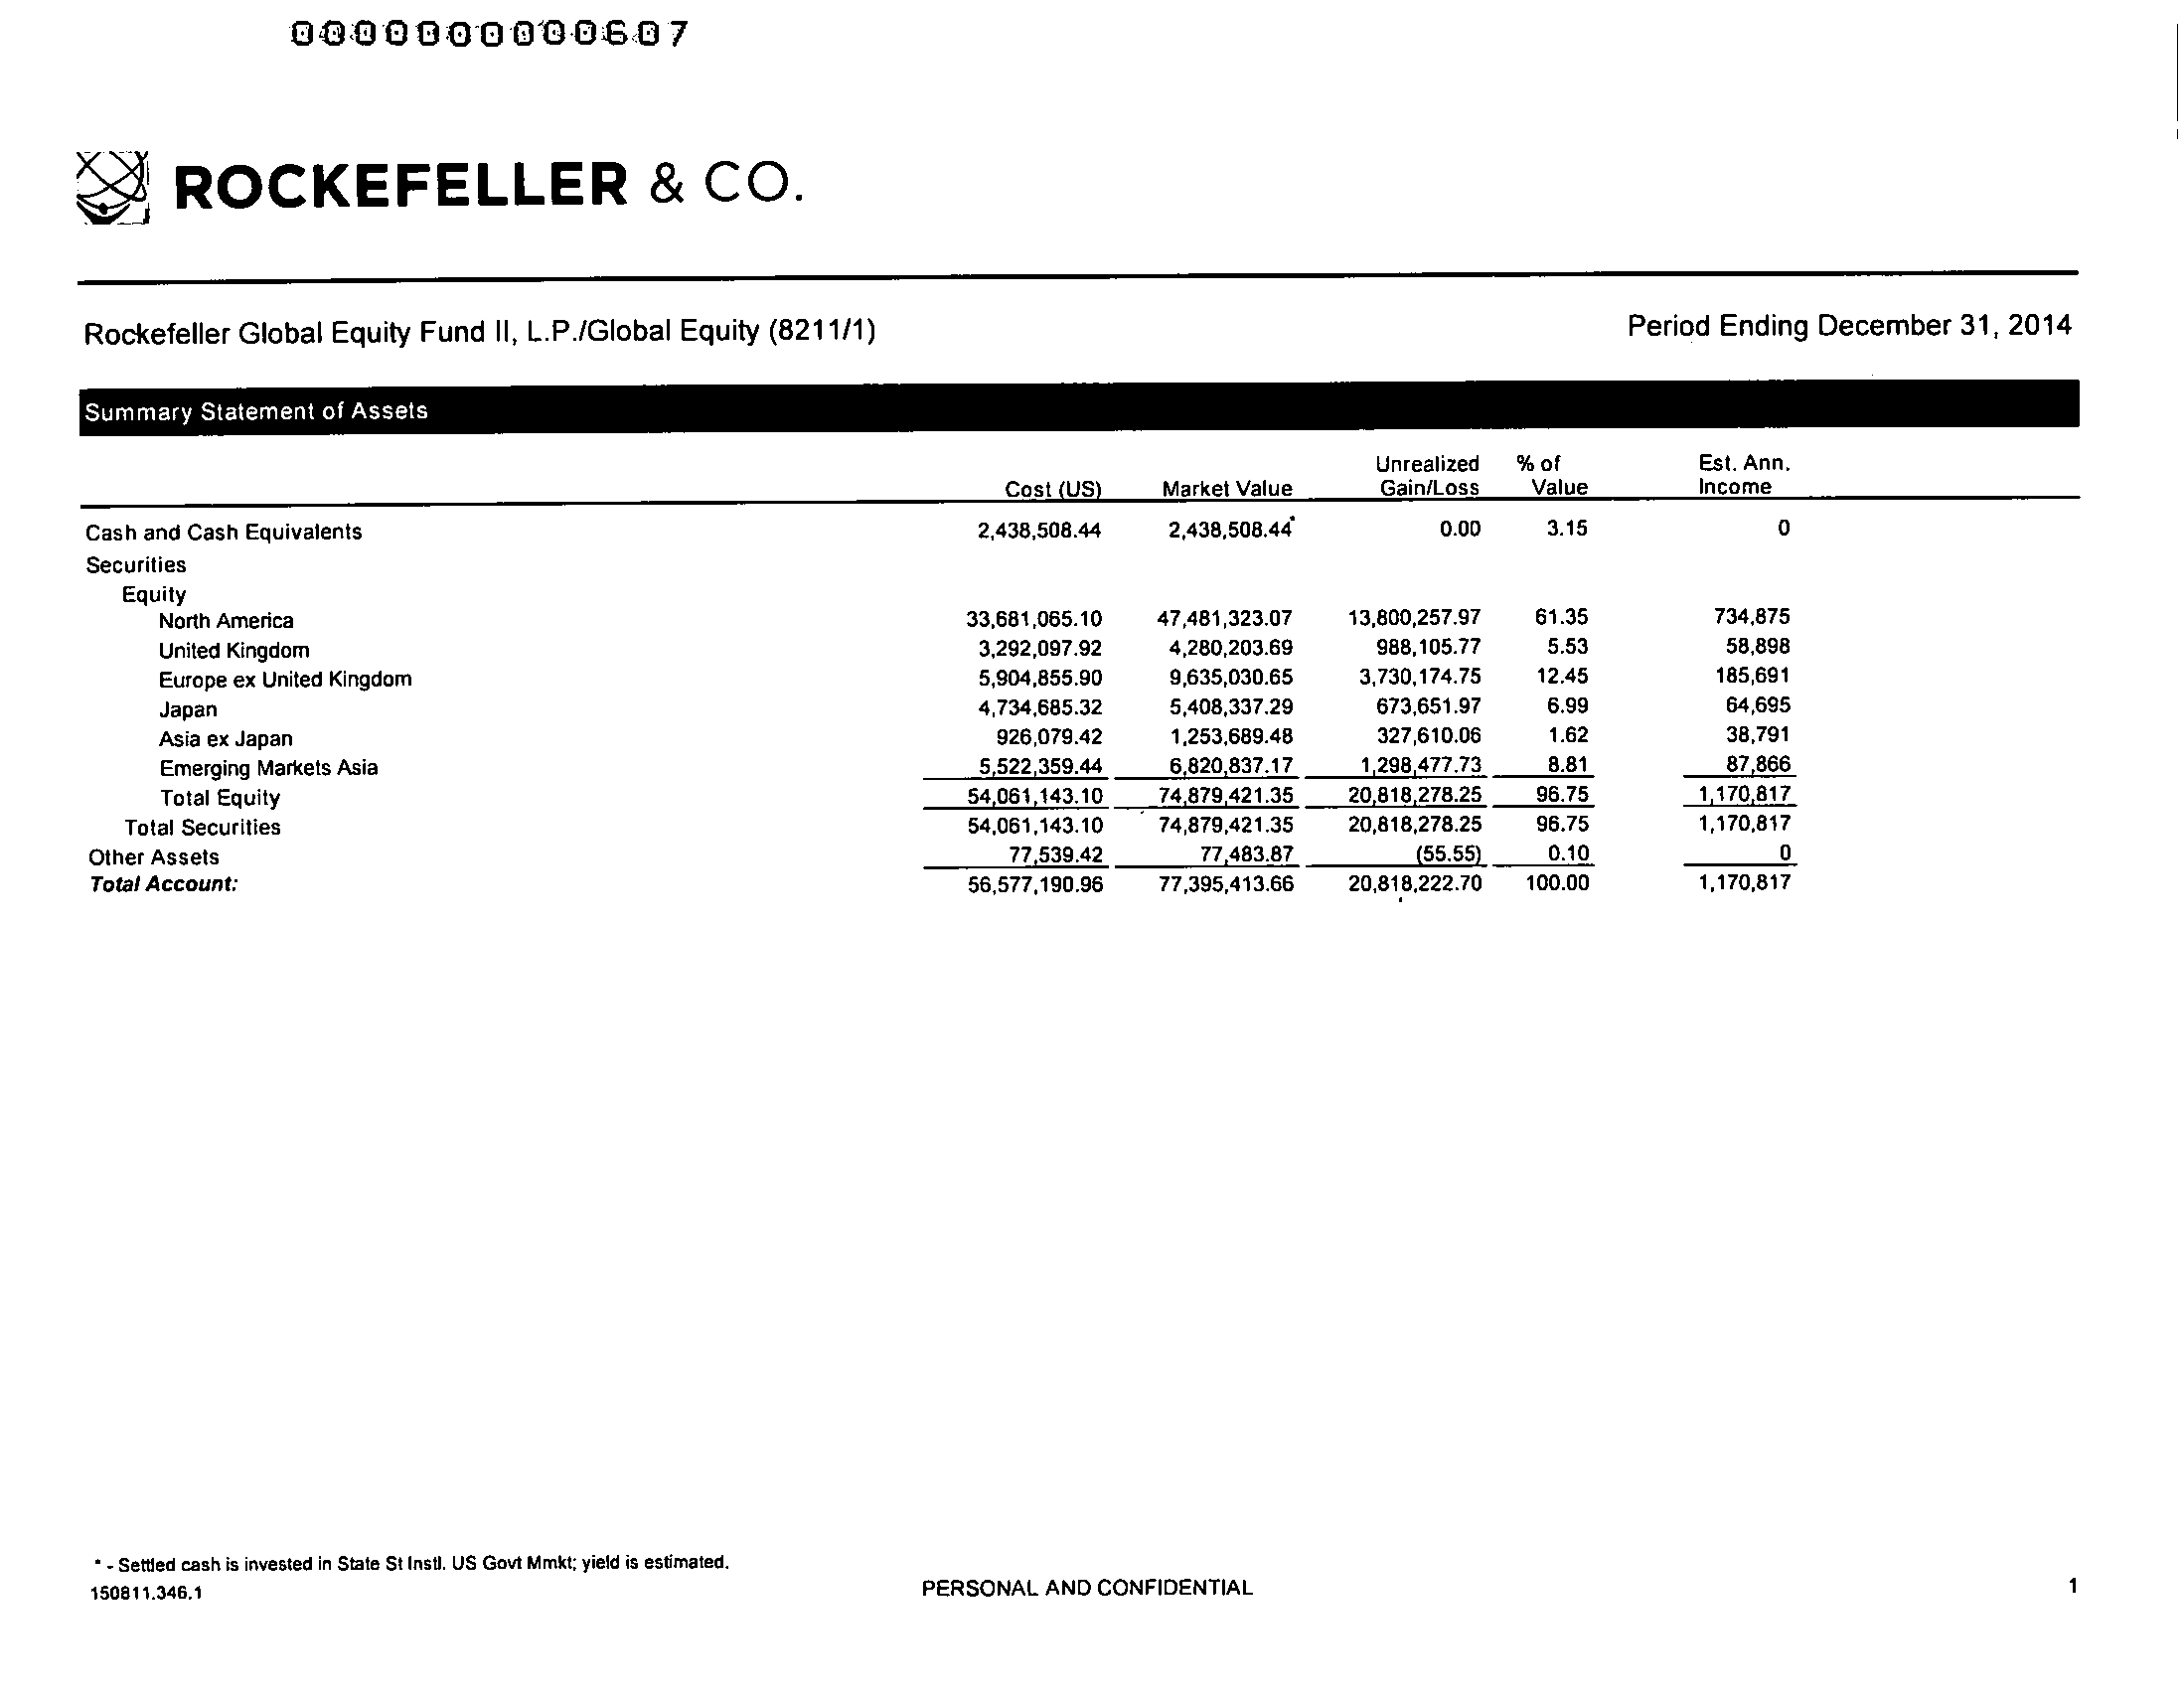 0000000000607
ROCKEFELLER & CO.
Rockefeller Global Equity Fund II, L.P./Global Equity (8211/1) Period Ending December 31, 2014
Summary Statement of Assets
Unrealized % of Est. Ann.
Cost (US) Market Value Gain/Loss Value Income
Cash and Cash Equivalents 2,438,508.44 2,438,508.44* 0.00 3.15 0
Securities
Equity
North America 33,681,065.10 47,481,323.07 13,800,257.97 61.35 734,875
United Kingdom 3,292,097.92 4,280,203.69 988,105.77 5.53 58,898
Europe ex United Kingdom 5,904,855.90 9,635,030.65 3,730,174.75 12.45 185,691
Japan 4,734,685.32 5,408,337.29 673,651.97 6.99 64,695
Asia ex Japan 926,079.42 1,253,689.48 327,610.06 1.62 38,791
Emerging Markets Asia 5,522,359.44 6,820,837.17 1,298,477.73 8.81 87,866
Total Equity 54,061,143.10 74,879,421.35 20,818,278.25 96.75 1,170,817
Total Securities 54,061,143.10 74,879,421.35 20,818,278.25 96.75 1,170,817
Other Assets 77,539.42 77,483.87 (55.55) 0.10 0
Total Account: 56,577,190.96 77,395,413.66 20,818,222.70 100.00 1,170,817
* - Settled cash is invested in State St Instl. US Govt Mmkt; yield is estimated.
150811.346.1 PERSONAL AND CONFIDENTIAL 1